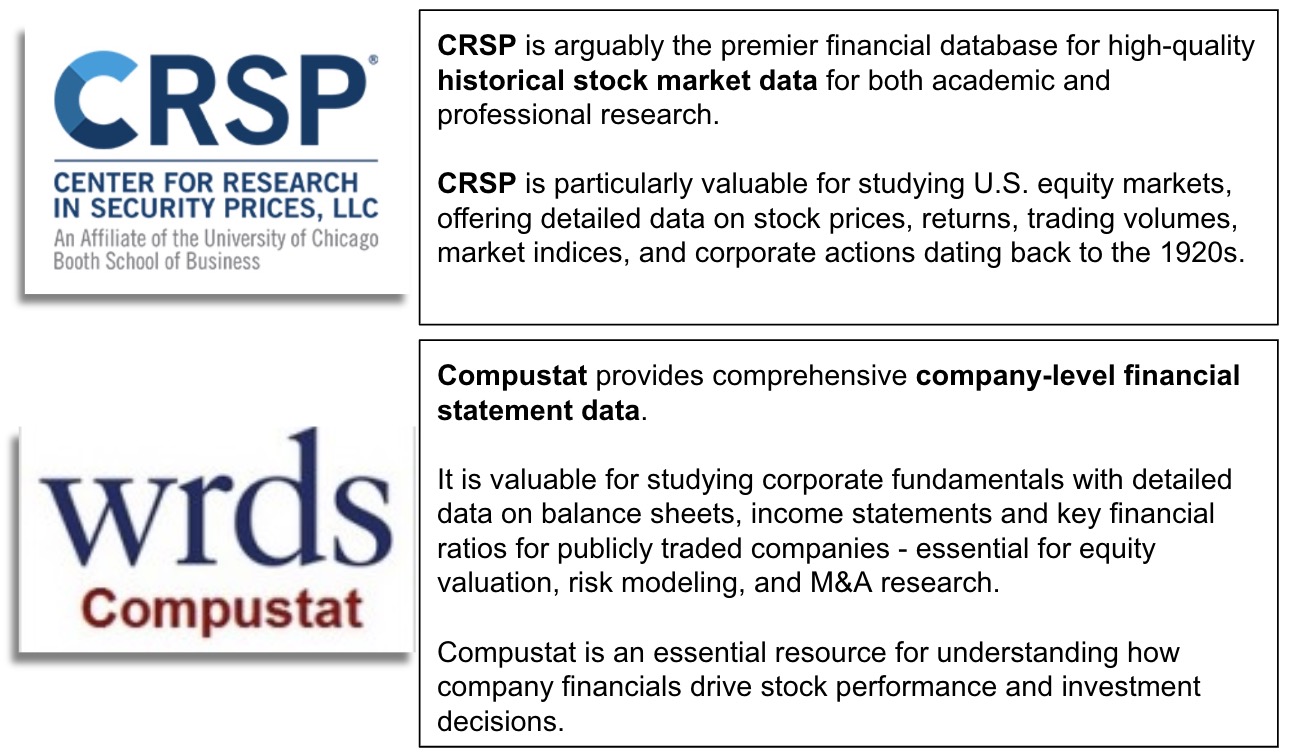 CRSP®
CENTER FOR RESEARCH
IN SECURITY PRICES, LLC
An Affiliate of the University of Chicago
Booth School of Business
CRSP is arguably the premier financial database for high-quality
historical stock market data for both academic and
professional research.
CRSP is particularly valuable for studying U.S. equity markets,
offering detailed data on stock prices, returns, trading volumes,
market indices, and corporate actions dating back to the 1920s.
wrds
Compustat
Compustat provides comprehensive company-level financial
statement data.
It is valuable for studying corporate fundamentals with detailed
data on balance sheets, income statements and key financial
ratios for publicly traded companies - essential for equity
valuation, risk modeling, and M&A research.
Compustat is an essential resource for understanding how
company financials drive stock performance and investment
decisions.